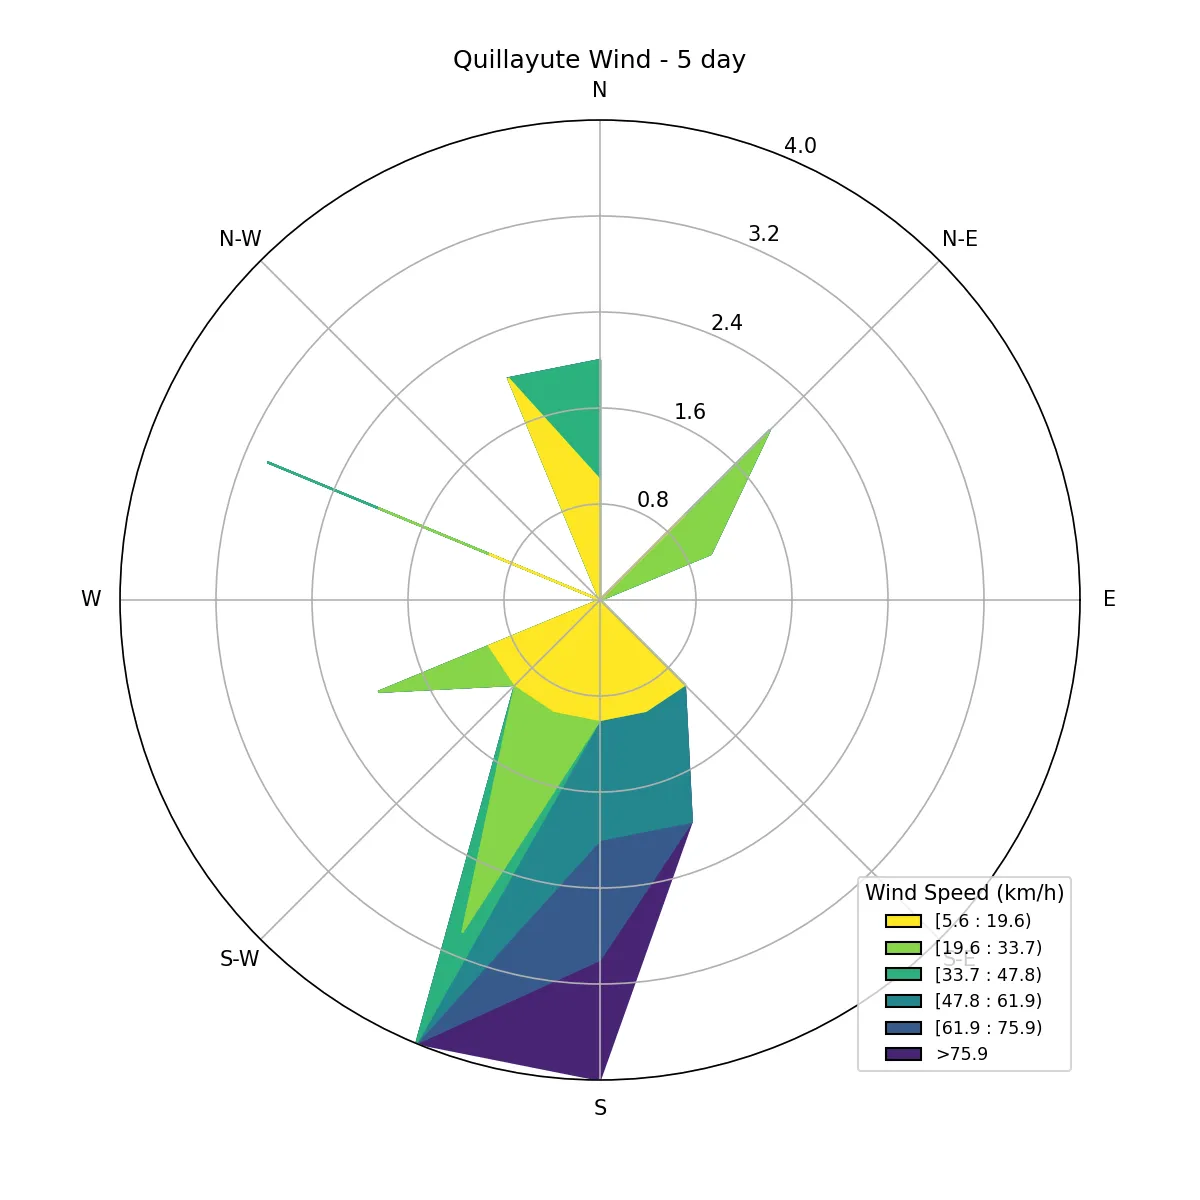 Quillayute Wind - 5 day
N
4.0
N-W
3.2
N-E
2.4
1.6
0.8
W
E
S-W
S-E
S
Wind Speed (km/h)
[5.6 : 19.6)
[19.6 : 33.7)
[33.7 : 47.8)
[47.8 : 61.9)
[61.9 : 75.9)
>75.9